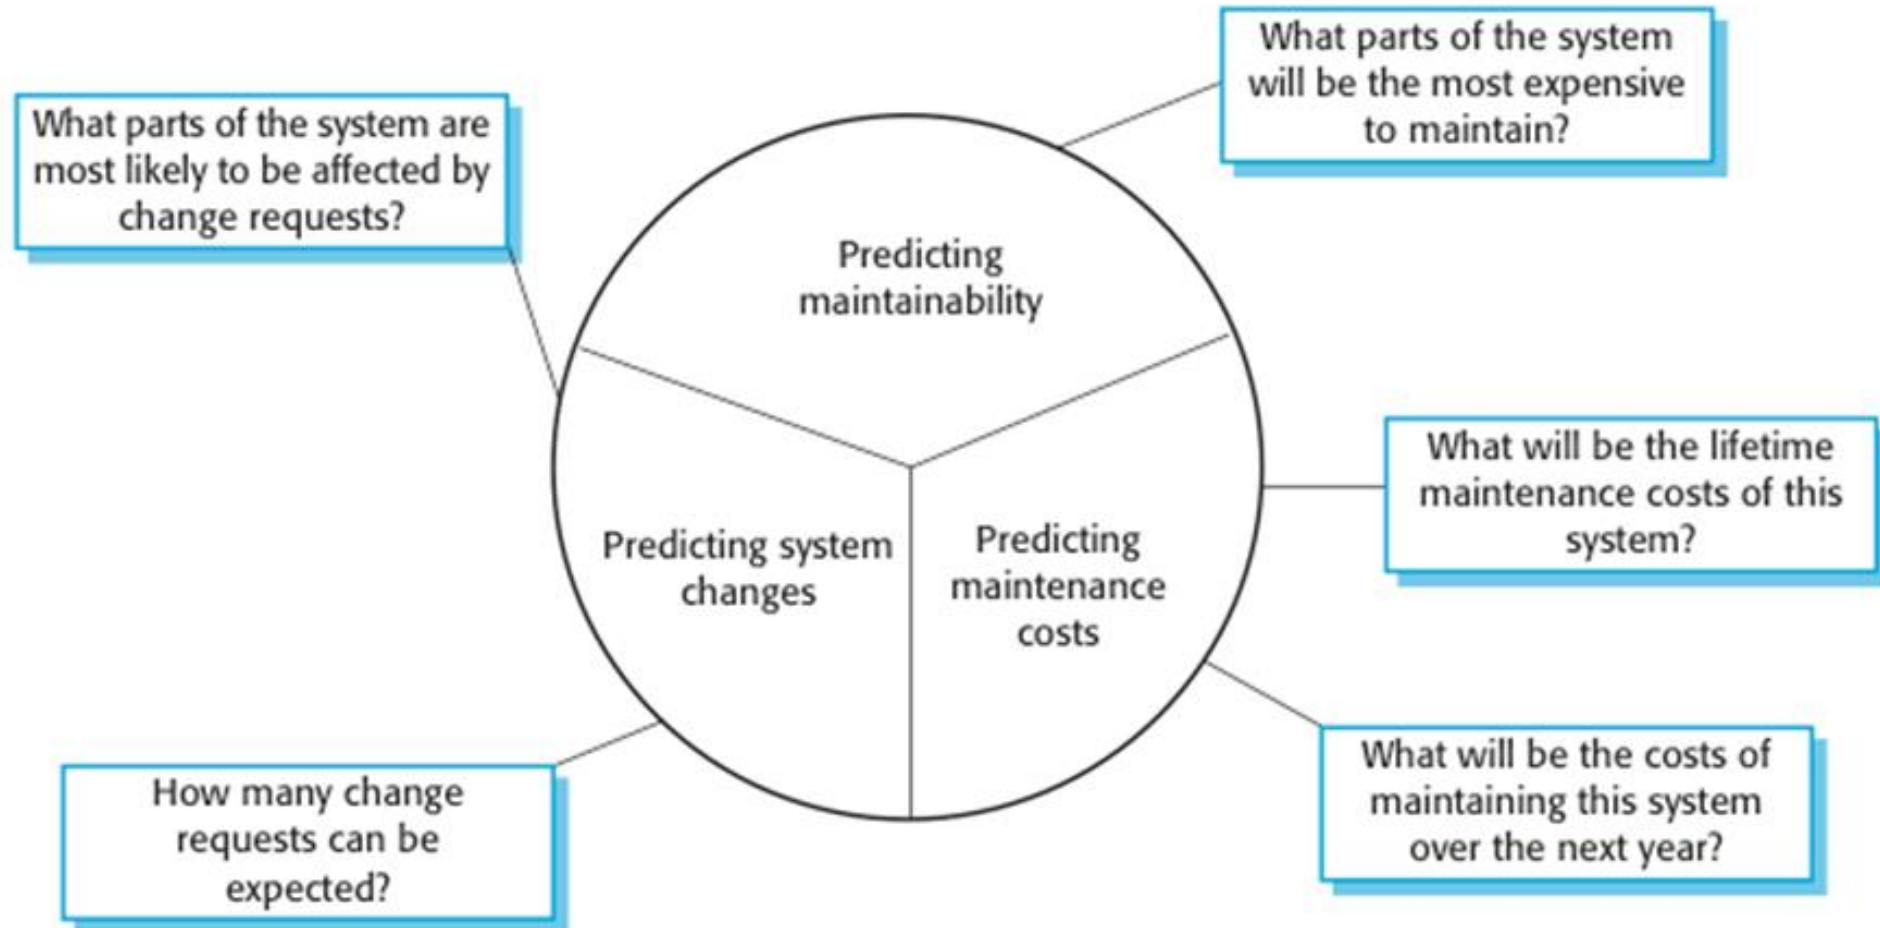 What parts of the system
will be the most expensive
to maintain?
What parts of the system are
most likely to be affected by
change requests?
Predicting
maintainability
What will be the lifetime
maintenance costs of this
system?
Predicting system
changes
Predicting
maintenance
costs
What will be the costs of
maintaining this system
over the next year?
How many change
requests can be
expected?